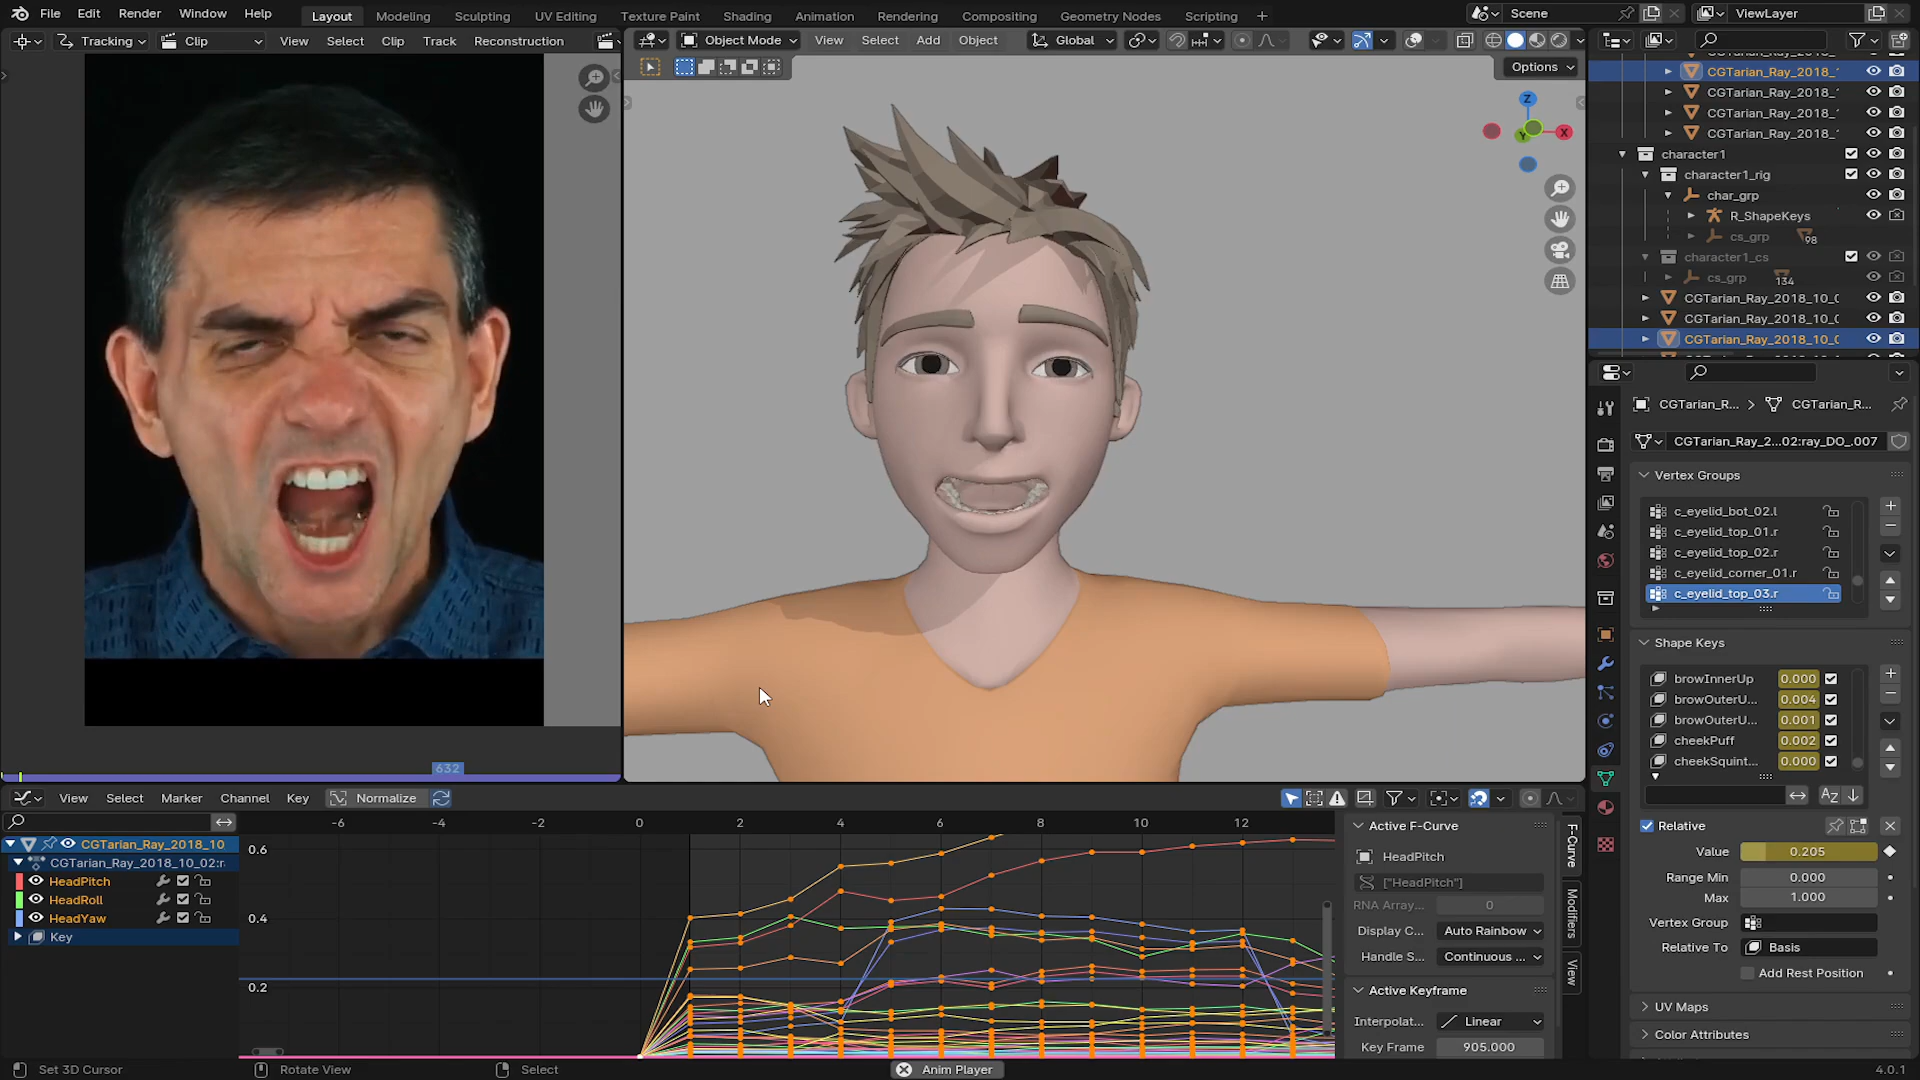 File Edit Render Window Help Layout Modeling Sculpting UV Editing Texture Paint Shading Animation Rendering Compositing Geometry Nodes Scripting + Scene ViewLayer
Tracking Clip View Select Clip Track Reconstruction
Object Mode View Select Add Object Global
Options
Z
X
Y
CGTarian_Ray_2018_
CGTarian_Ray_2018_
CGTarian_Ray_2018_
CGTarian_Ray_2018_
character1
character1_rig
char_grp
R_ShapeKeys
cs_grp 98
character1_cs
cs_grp 134
CGTarian_Ray_2018_10_0
CGTarian_Ray_2018_10_0
CGTarian_Ray_2018_10_0
CGTarian_R... > CGTarian_R...
CGTarian_Ray_2...02:ray_DO_.007
Vertex Groups
c_eyelid_bot_02.l
c_eyelid_top_01.r
c_eyelid_top_02.r
c_eyelid_corner_01.r
c_eyelid_top_03.r
Shape Keys
browInnerUp 0.000
browOuterU... 0.004
browOuterU... 0.001
cheekPuff 0.002
cheekSquint... 0.000
Relative
Value 0.205
Range Min 0.000
Max 1.000
Vertex Group
Relative To Basis
Add Rest Position
UV Maps
Color Attributes
632
View Select Marker Channel Key Normalize
-6 -4 -2 0 2 4 6 8 10 12
0.6
0.4
0.2
CGTarian_Ray_2018_10
CGTarian_Ray_2018_10_02:r
HeadPitch
HeadRoll
HeadYaw
Key
Active F-Curve
HeadPitch
["HeadPitch"]
RNA Array... 0
Display C... Auto Rainbow
Handle S... Continuous ...
Active Keyframe
Interpolat... Linear
Key Frame 905.000
F-Curve
Modifiers
View
Set 3D Cursor Rotate View Select Anim Player 4.0.1